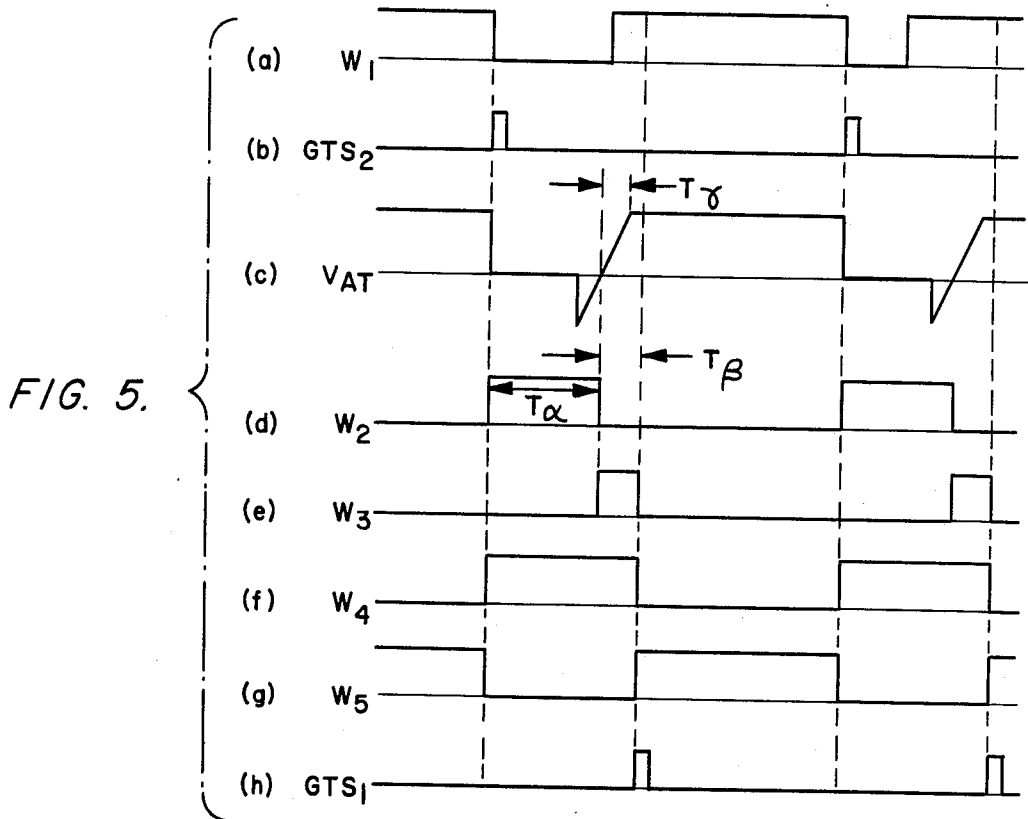 (a) W1
(b) GTS2
Tγ
(c) VAT
Tβ
FIG. 5.
Tα
(d) W2
(e) W3
(f) W4
(g) W5
(h) GTS1